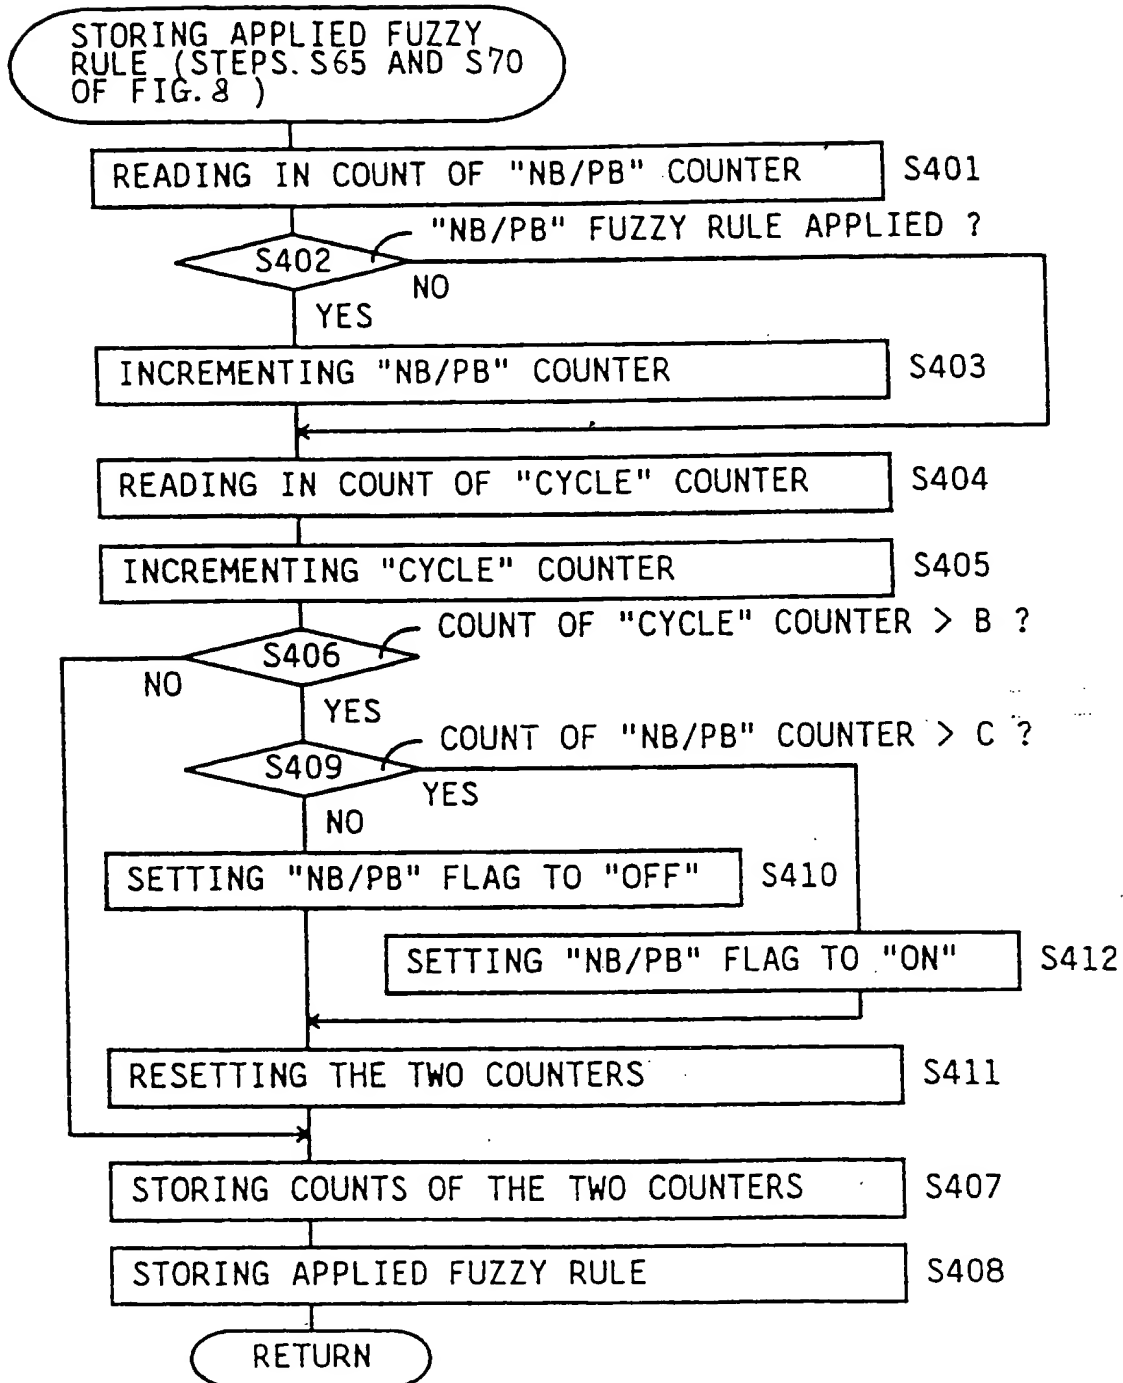 STORING APPLIED FUZZY
RULE (STEPS. S65 AND S70
OF FIG. 8 )
READING IN COUNT OF "NB/PB" COUNTER
S401
"NB/PB" FUZZY RULE APPLIED ?
S402
NO
YES
INCREMENTING "NB/PB" COUNTER
S403
READING IN COUNT OF "CYCLE" COUNTER
S404
INCREMENTING "CYCLE" COUNTER
S405
COUNT OF "CYCLE" COUNTER > B ?
S406
NO
YES
COUNT OF "NB/PB" COUNTER > C ?
S409
YES
NO
SETTING "NB/PB" FLAG TO "OFF"
S410
SETTING "NB/PB" FLAG TO "ON"
S412
RESETTING THE TWO COUNTERS
S411
STORING COUNTS OF THE TWO COUNTERS
S407
STORING APPLIED FUZZY RULE
S408
RETURN